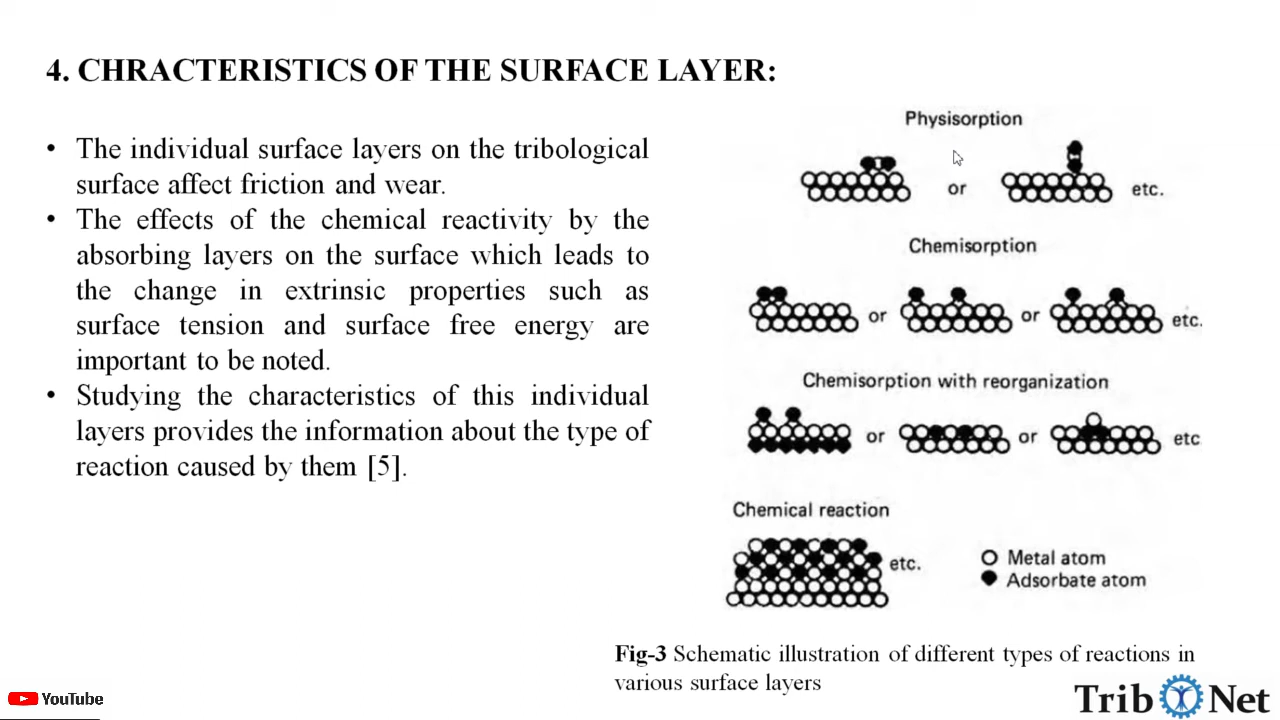 4. CHRACTERISTICS OF THE SURFACE LAYER:
• The individual surface layers on the tribological
surface affect friction and wear.
• The effects of the chemical reactivity by the
absorbing layers on the surface which leads to
the change in extrinsic properties such as
surface tension and surface free energy are
important to be noted.
• Studying the characteristics of this individual
layers provides the information about the type of
reaction caused by them [5].
Physisorption
or etc.
Chemisorption
or or etc.
Chemisorption with reorganization
or or etc
Chemical reaction
etc.
Metal atom
Adsorbate atom
Fig-3 Schematic illustration of different types of reactions in
various surface layers
YouTube
Trib Net